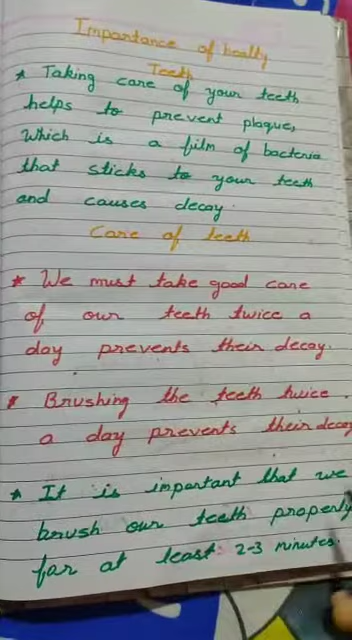 Importance of healty
Teeth
* Taking care of your teeth
helps to prevent plaque,
which is a film of bacteria
that sticks to your teeth
and causes decay.
Care of teeth
* We must take good care
of our teeth twice a
day prevents their decay.
* Brushing the teeth twice
a day prevents their decay
* It is important that we
brush our teeth properly
for at least 2-3 minutes.